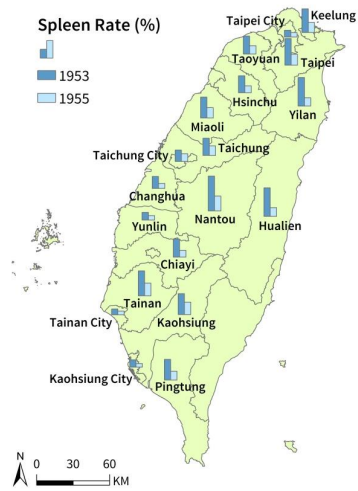 Spleen Rate (%)
1953
1955
Taipei City
Keelung
Taoyuan
Taipei
Hsinchu
Yilan
Miaoli
Taichung
Taichung City
Changhua
Nantou
Hualien
Yunlin
Chiayi
Tainan
Tainan City
Kaohsiung
Kaohsiung City
Pingtung
N
0 30 60
KM